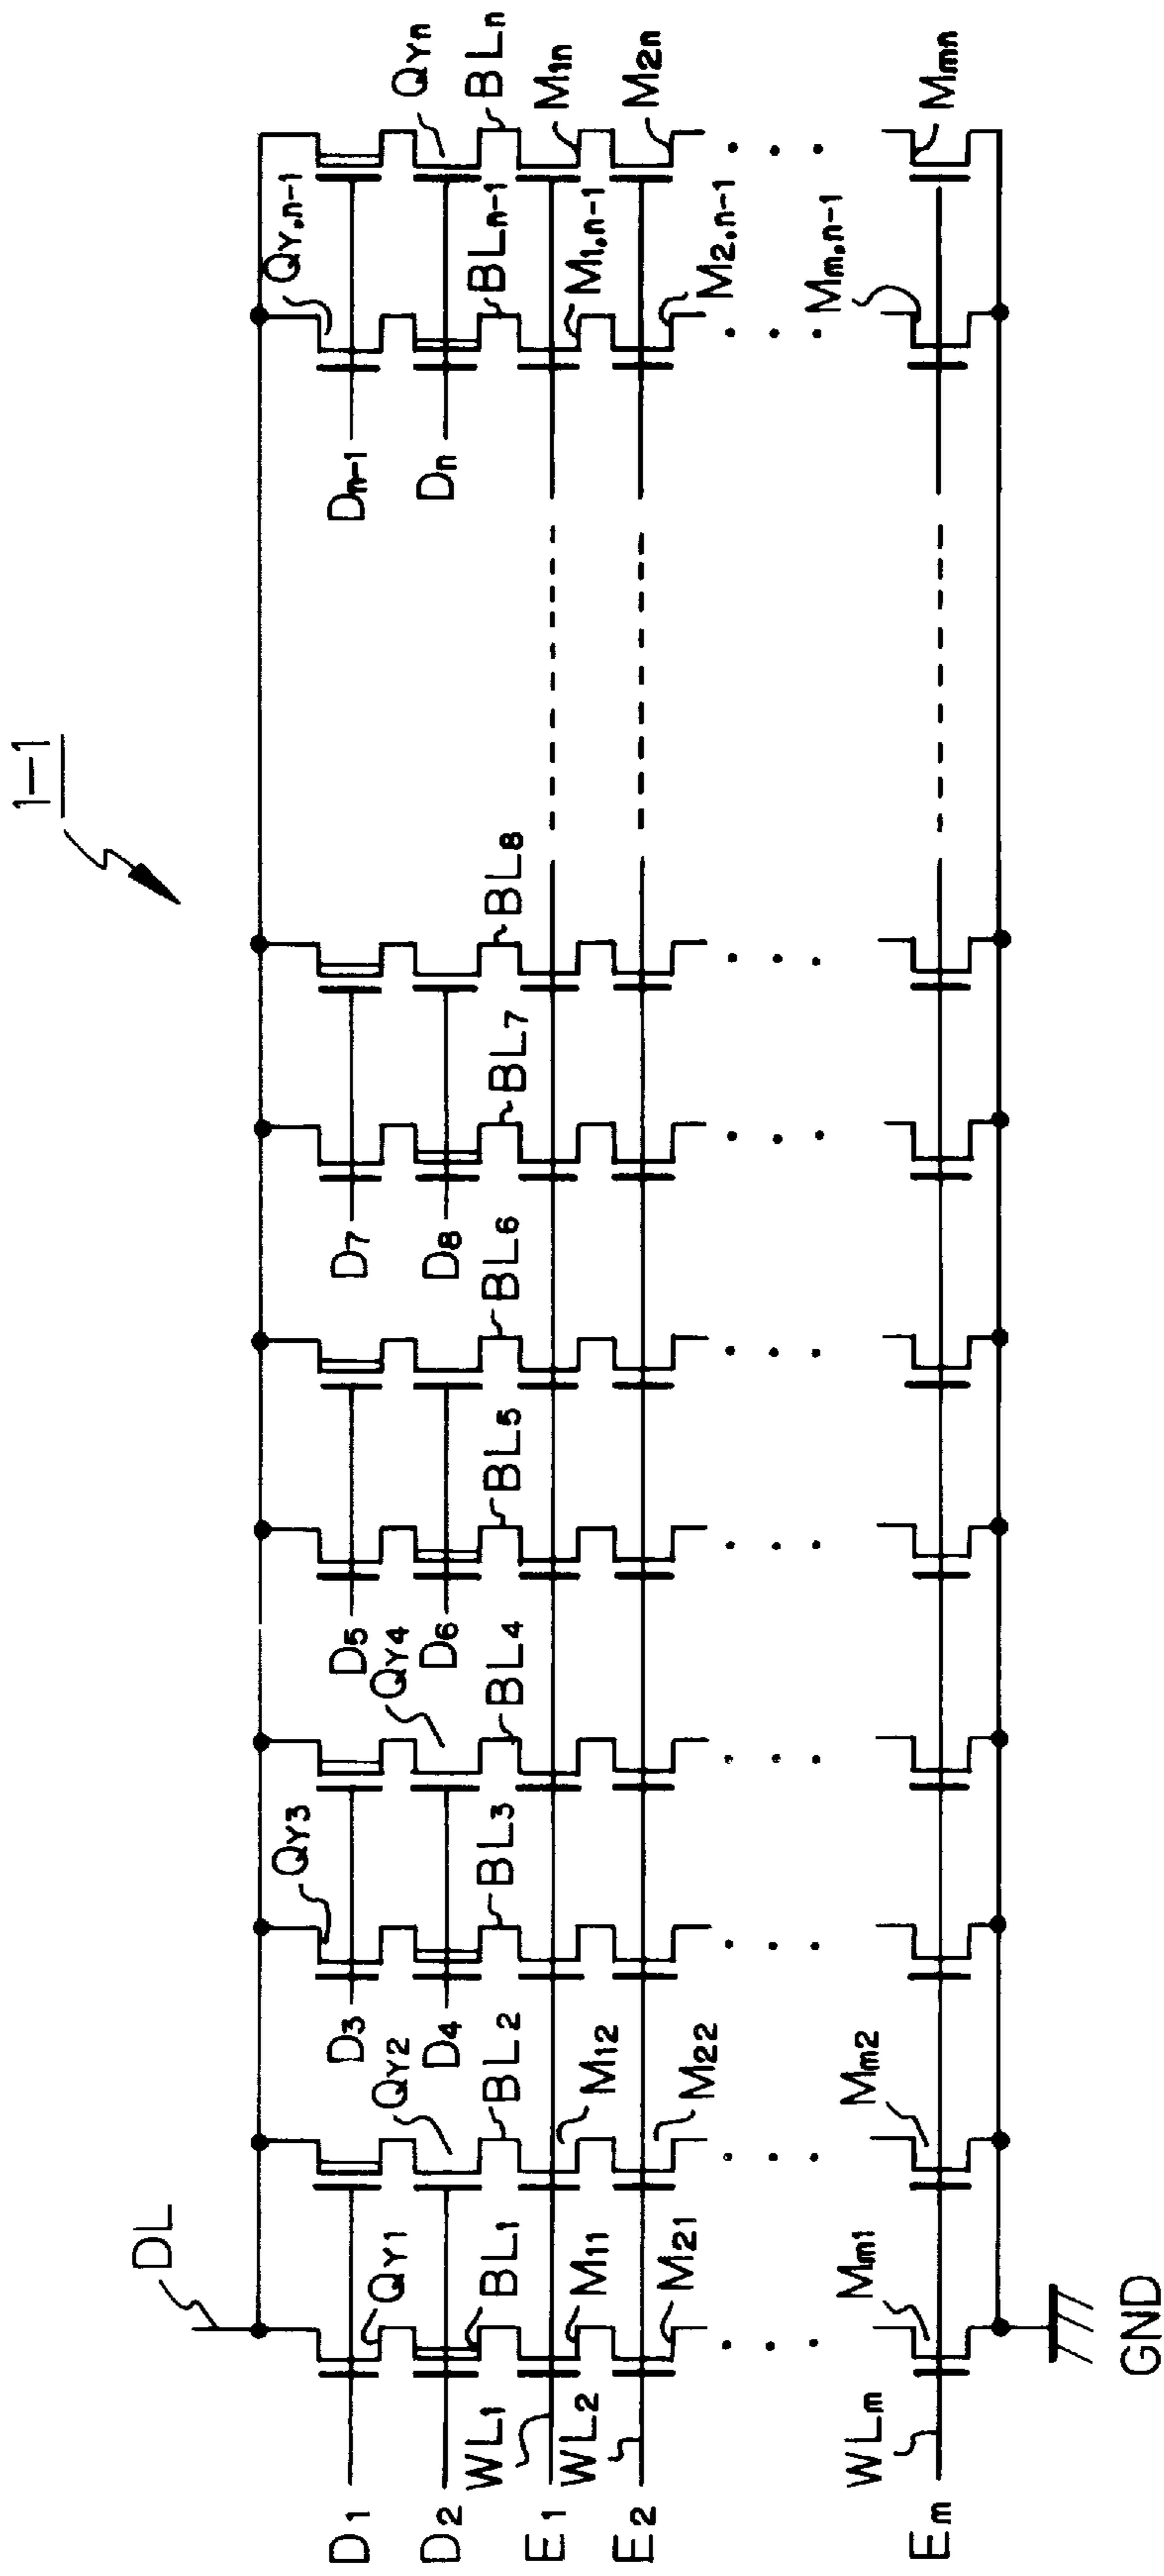 1-1
DL
QY,n-1
QYn
BLn
BLn-1
M1n
M1,n-1
M2n
M2,n-1
Mmn
Mm,n-1
Dn-1
Dn
BL8
BL7
D7
D8
BL6
BL5
D5
D6
QY4
BL4
QY3
BL3
D3
D4
QY2
BL2
M12
M22
Mm2
QY1
BL1
M11
M21
Mm1
WL1
WL2
WLm
D1
D2
E1
E2
Em
GND